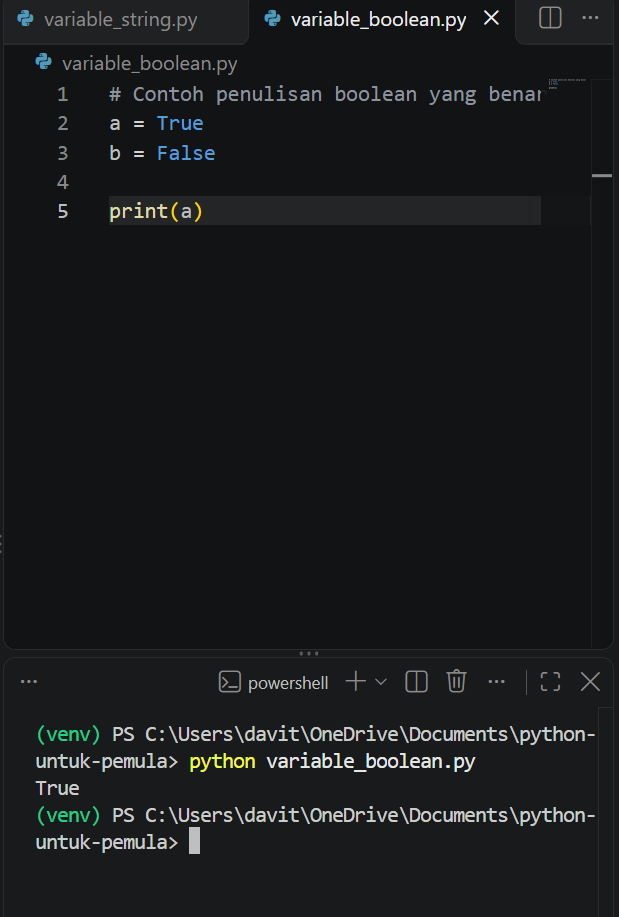 variable_string.py
variable_boolean.py
variable_boolean.py
1 # Contoh penulisan boolean yang benar
2 a = True
3 b = False
4
5 print(a)
powershell
(venv) PS C:\Users\davit\OneDrive\Documents\python-
untuk-pemula> python variable_boolean.py
True
(venv) PS C:\Users\davit\OneDrive\Documents\python-
untuk-pemula>